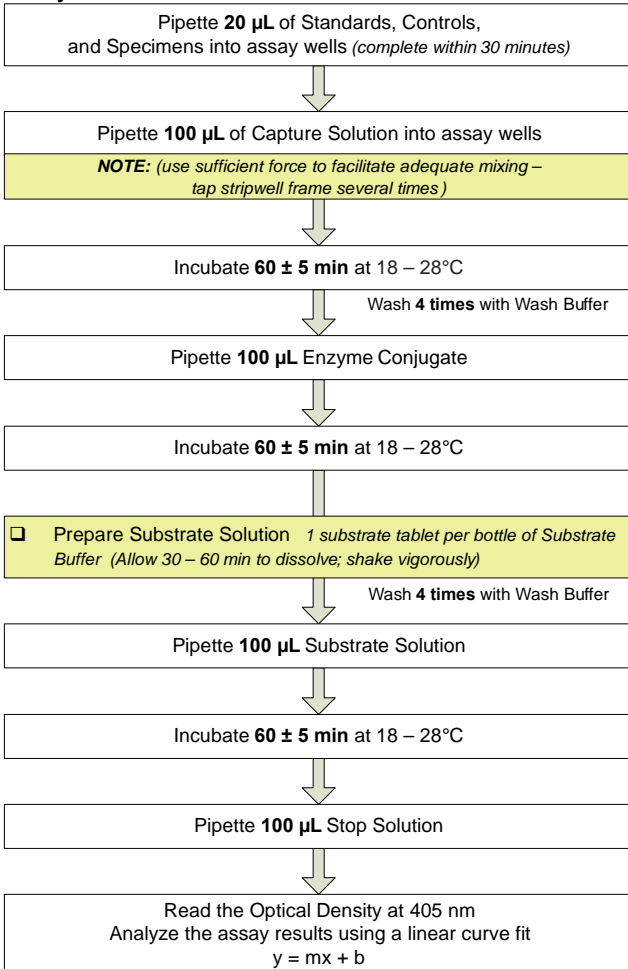 Pipette 20 µL of Standards, Controls,
and Specimens into assay wells (complete within 30 minutes)
Pipette 100 µL of Capture Solution into assay wells
NOTE: (use sufficient force to facilitate adequate mixing –
tap stripwell frame several times )
Incubate 60 ± 5 min at 18 – 28°C
Wash 4 times with Wash Buffer
Pipette 100 µL Enzyme Conjugate
Incubate 60 ± 5 min at 18 – 28°C
❑ Prepare Substrate Solution 1 substrate tablet per bottle of Substrate
Buffer (Allow 30 – 60 min to dissolve; shake vigorously)
Wash 4 times with Wash Buffer
Pipette 100 µL Substrate Solution
Incubate 60 ± 5 min at 18 – 28°C
Pipette 100 µL Stop Solution
Read the Optical Density at 405 nm
Analyze the assay results using a linear curve fit
y = mx + b